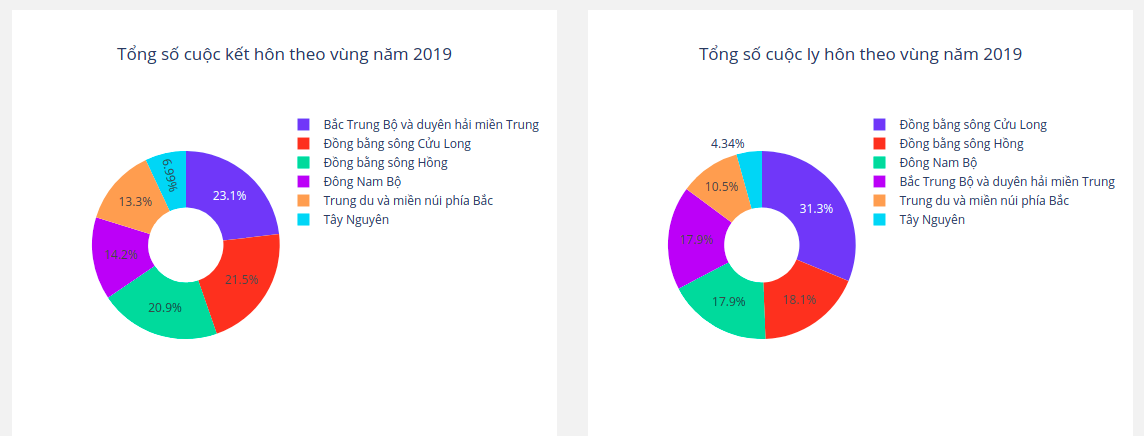 Tổng số cuộc kết hôn theo vùng năm 2019
Bắc Trung Bộ và duyên hải miền Trung
Đồng bằng sông Cửu Long
Đồng bằng sông Hồng
Đông Nam Bộ
Trung du và miền núi phía Bắc
Tây Nguyên
6.99%
23.1%
13.3%
14.2%
21.5%
20.9%
Tổng số cuộc ly hôn theo vùng năm 2019
Đồng bằng sông Cửu Long
Đồng bằng sông Hồng
Đông Nam Bộ
Bắc Trung Bộ và duyên hải miền Trung
Trung du và miền núi phía Bắc
Tây Nguyên
4.34%
10.5%
31.3%
17.9%
18.1%
17.9%